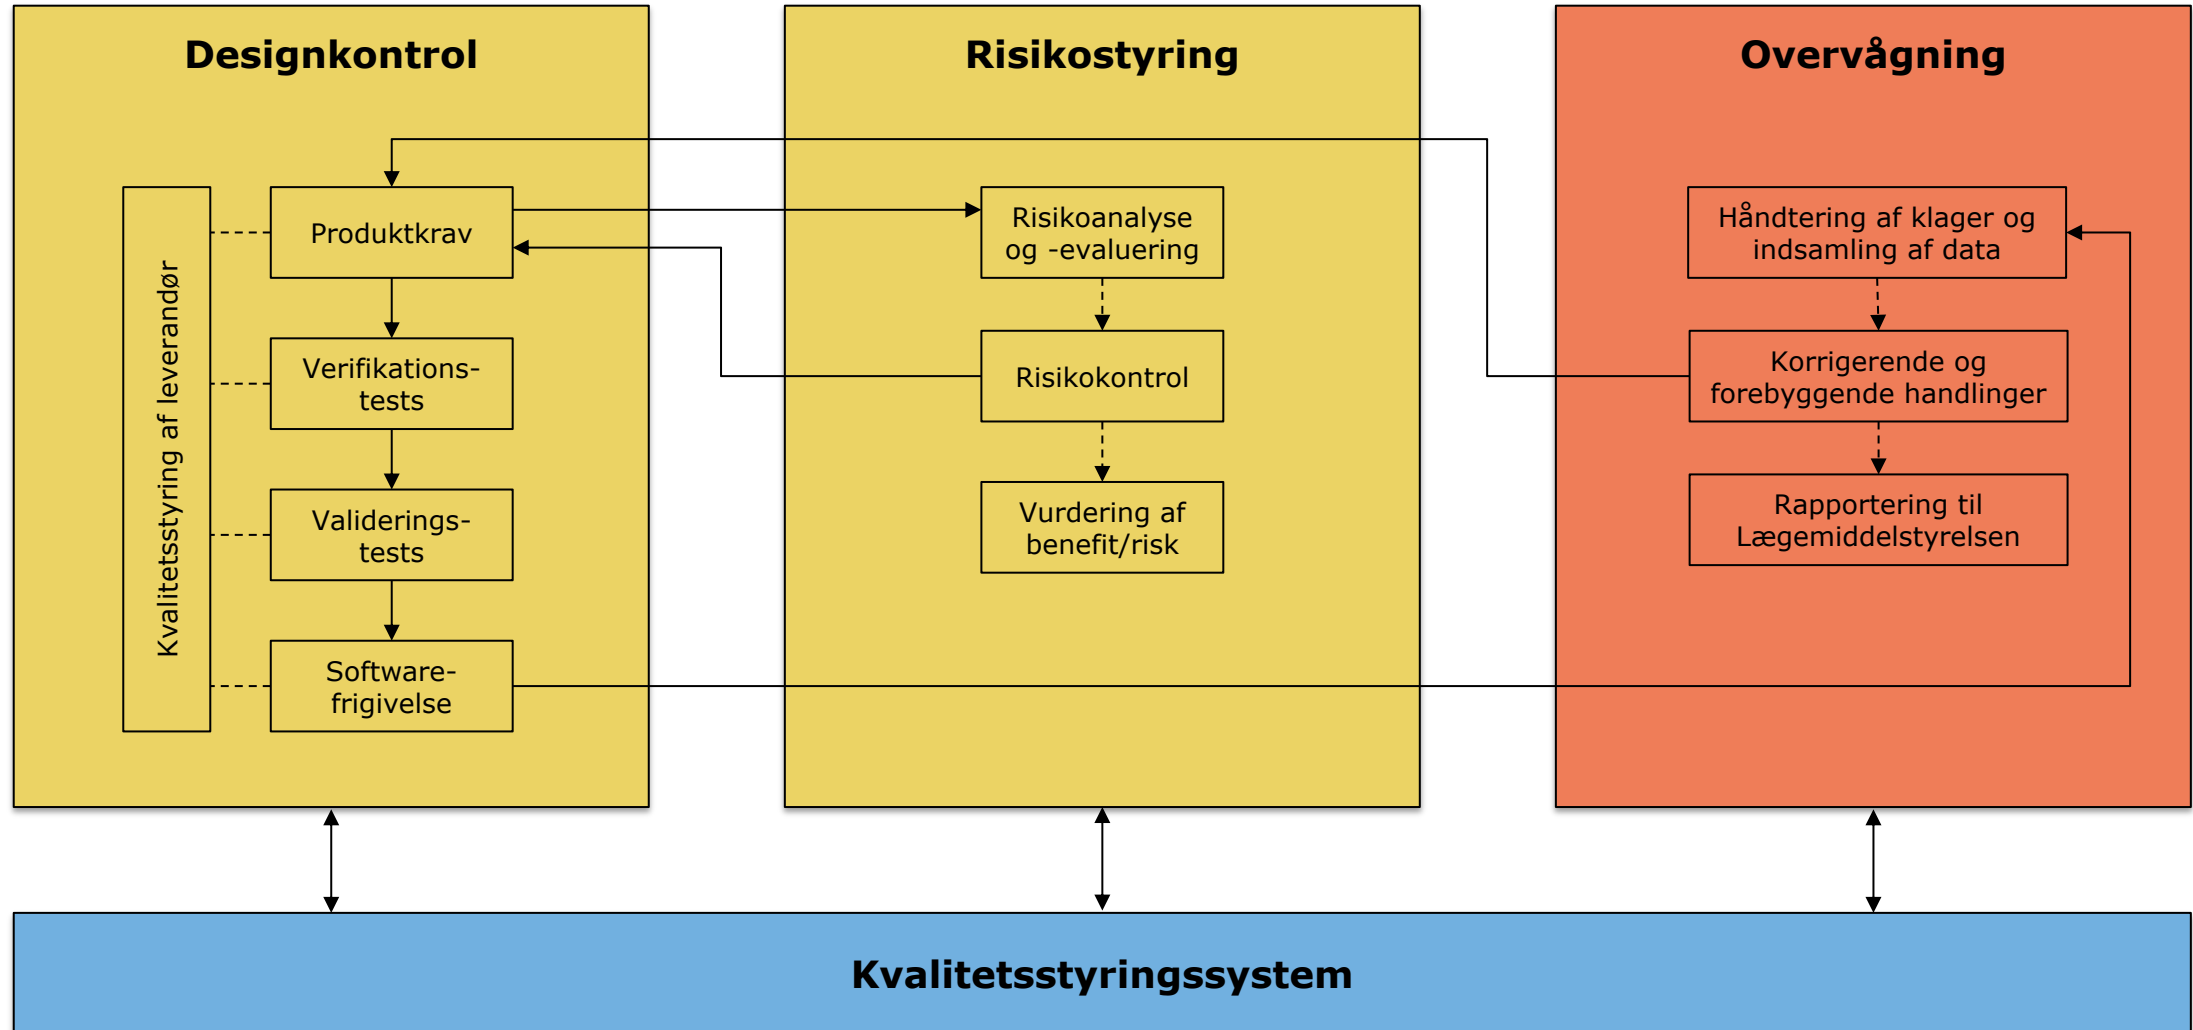 Designkontrol
Kvalitetsstyring af leverandør
Produktkrav
Verifikations-
tests
Validerings-
tests
Software-
frigivelse
Risikostyring
Risikoanalyse
og -evaluering
Risikokontrol
Vurdering af
benefit/risk
Overvågning
Håndtering af klager og
indsamling af data
Korrigerende og
forebyggende handlinger
Rapportering til
Lægemiddelstyrelsen
Kvalitetsstyringssystem